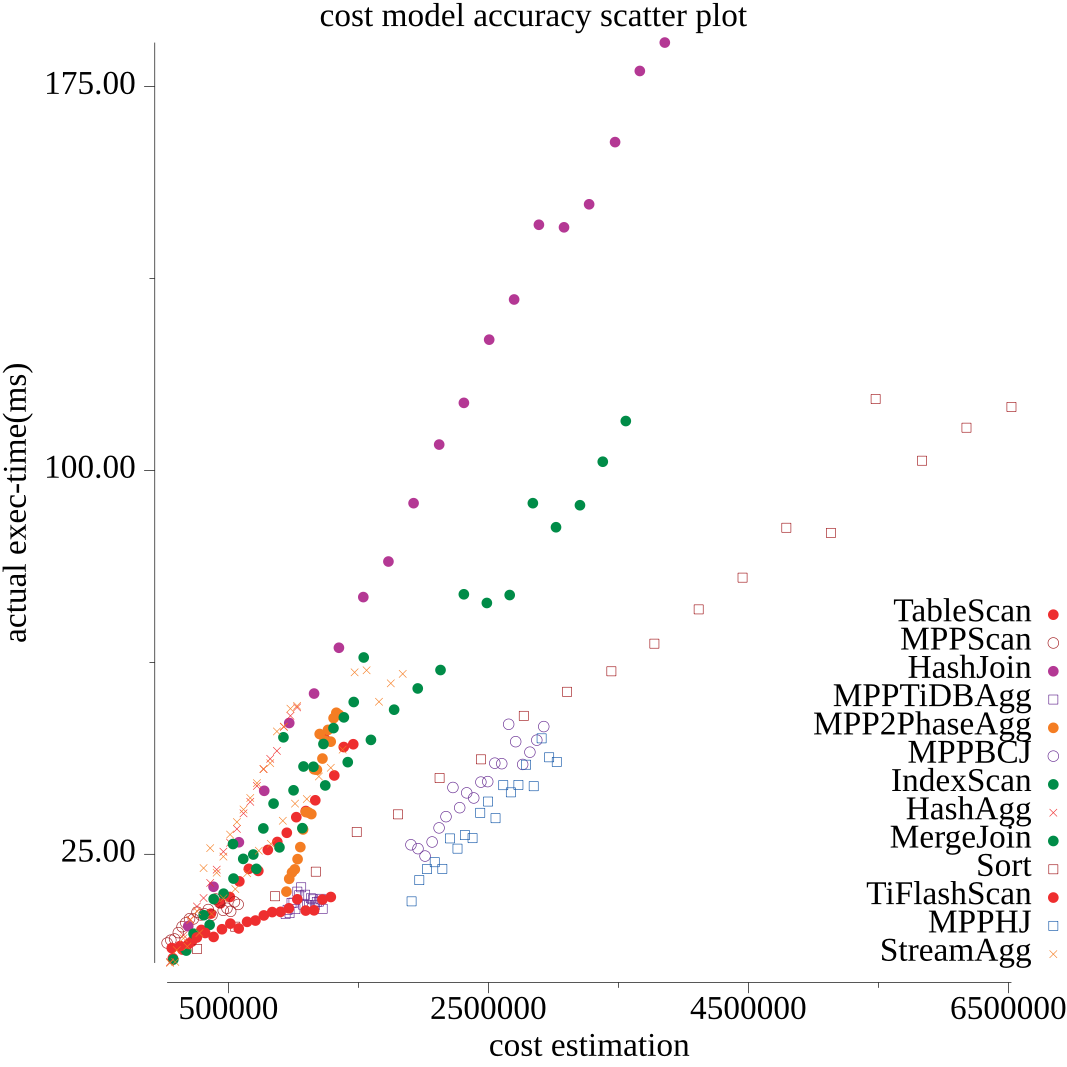 cost model accuracy scatter plot
175.00
100.00
25.00
actual exec-time(ms)
TableScan
MPPScan
HashJoin
MPPTiDBAgg
MPP2PhaseAgg
MPPBCJ
IndexScan
HashAgg
MergeJoin
Sort
TiFlashScan
MPPHJ
StreamAgg
500000
2500000
4500000
6500000
cost estimation